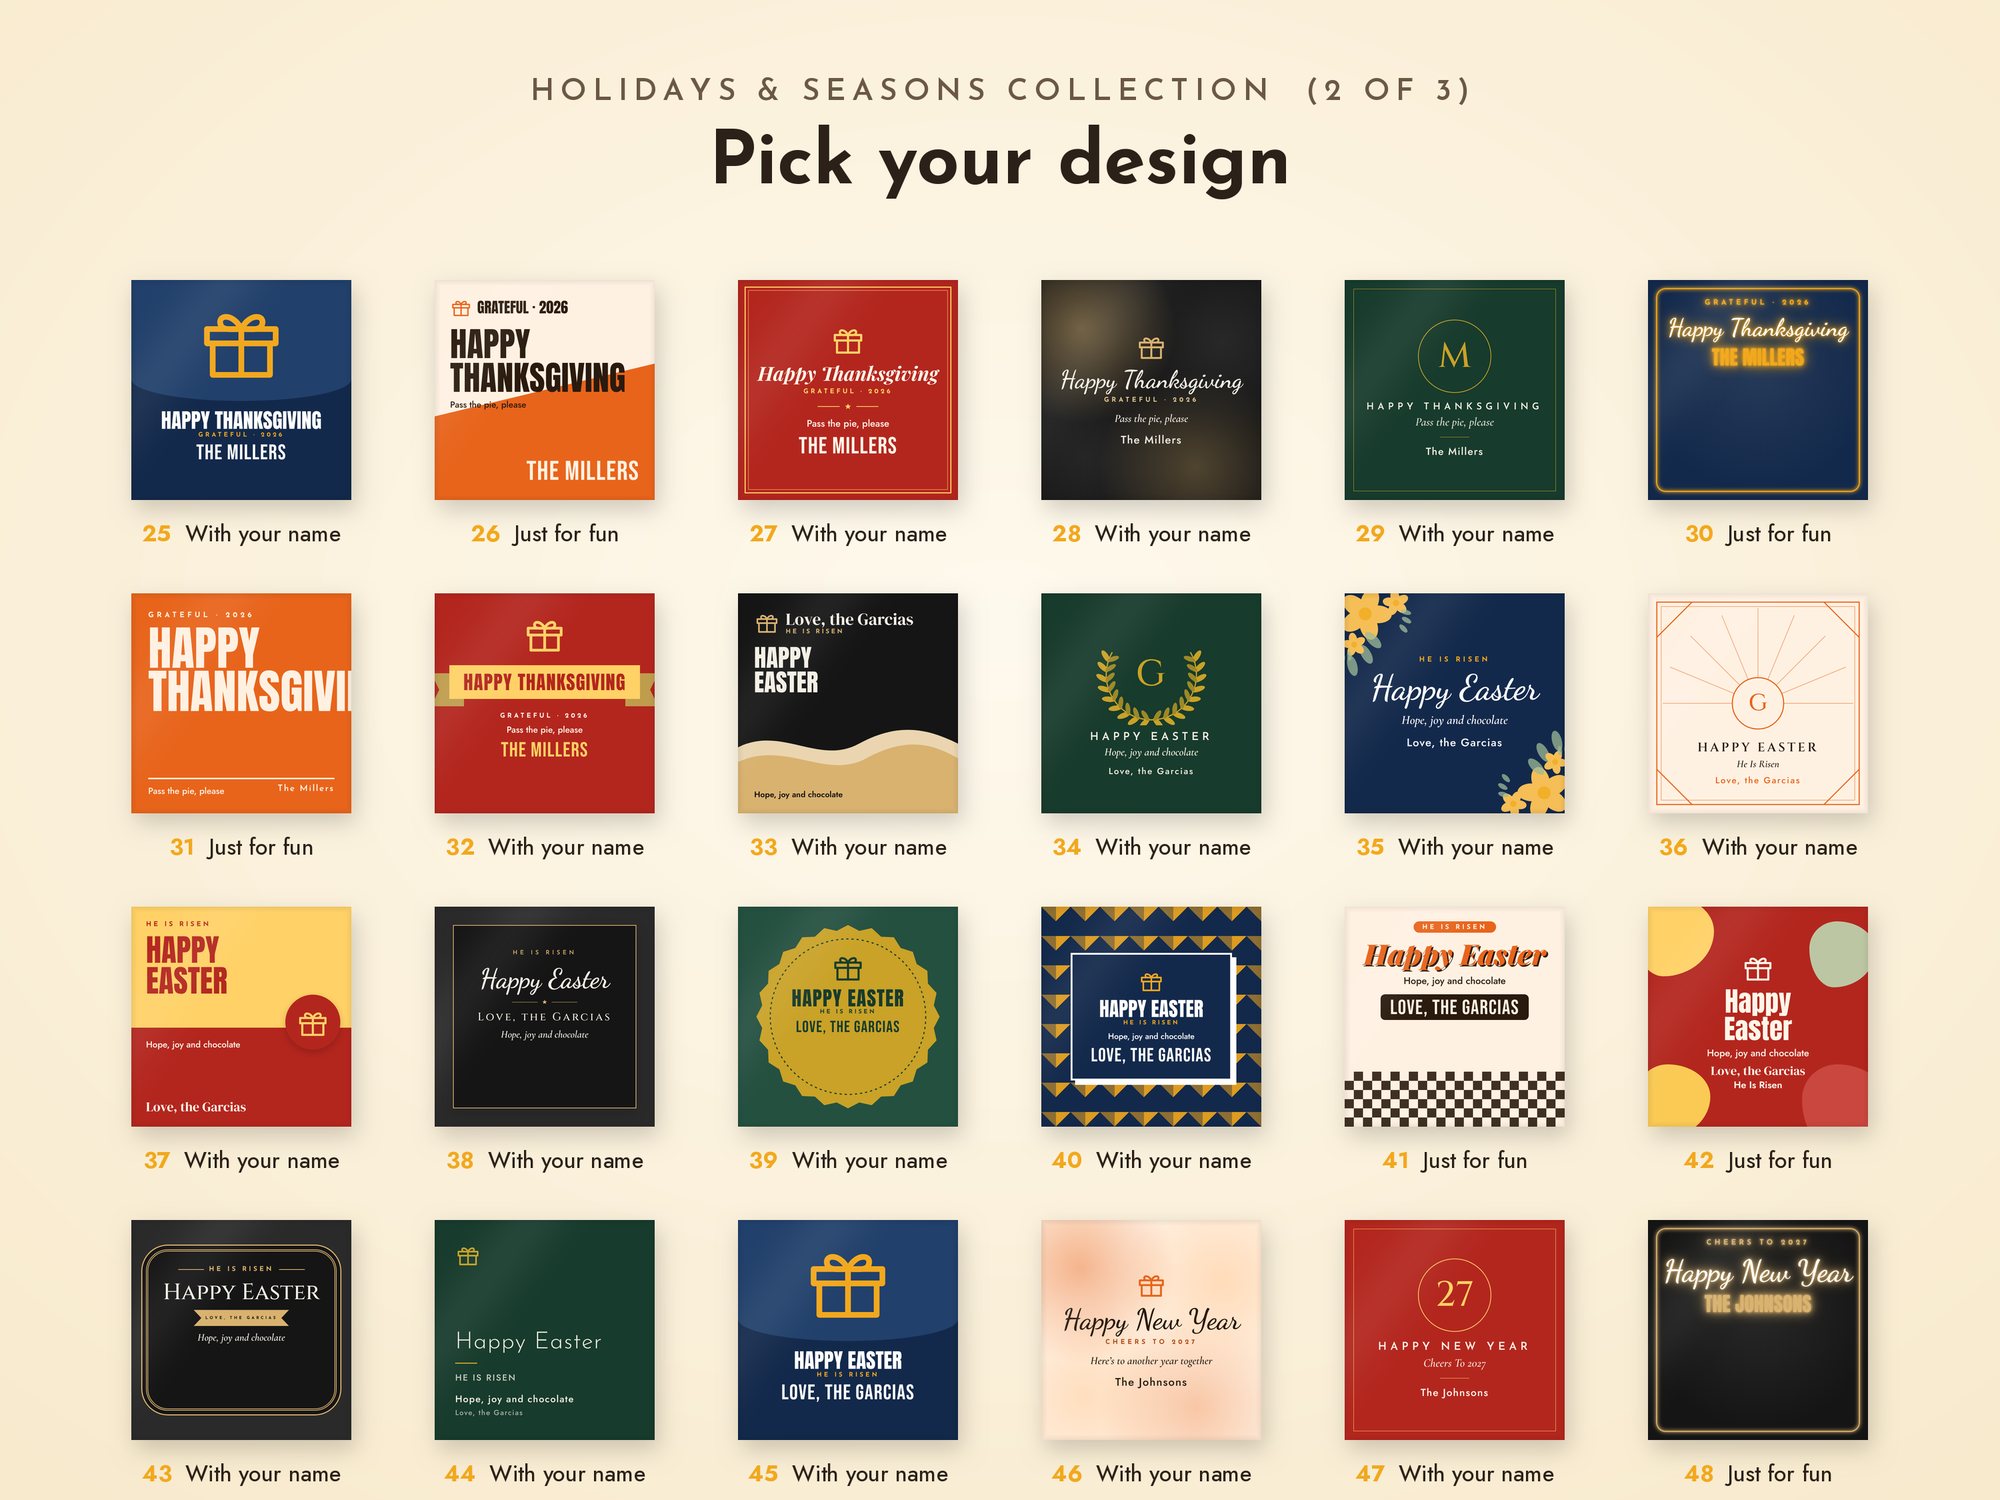 HOLIDAYS & SEASONS COLLECTION (2 OF 3)
Pick your design
GRATEFUL · 2026
HAPPY THANKSGIVING
GRATEFUL · 2026
THE MILLERS
25 With your name
GRATEFUL · 2026
HAPPY
THANKSGIVING
Pass the pie, please
THE MILLERS
26 Just for fun
Happy Thanksgiving
GRATEFUL · 2026
Pass the pie, please
THE MILLERS
27 With your name
Happy Thanksgiving
GRATEFUL · 2026
Pass the pie, please
The Millers
28 With your name
M
HAPPY THANKSGIVING
Pass the pie, please
The Millers
29 With your name
GRATEFUL · 2026
Happy Thanksgiving
THE MILLERS
30 Just for fun
GRATEFUL · 2026
HAPPY
THANKSGIVI
Pass the pie, please
The Millers
31 Just for fun
HAPPY THANKSGIVING
GRATEFUL · 2026
Pass the pie, please
THE MILLERS
32 With your name
Love, the Garcias
HE IS RISEN
HAPPY
EASTER
Hope, joy and chocolate
33 With your name
G
HAPPY EASTER
Hope, joy and chocolate
Love, the Garcias
34 With your name
HE IS RISEN
Happy Easter
Hope, joy and chocolate
Love, the Garcias
35 With your name
G
HAPPY EASTER
He Is Risen
Love, the Garcias
36 With your name
HE IS RISEN
HAPPY
EASTER
Hope, joy and chocolate
Love, the Garcias
37 With your name
HE IS RISEN
Happy Easter
LOVE, THE GARCIAS
Hope, joy and chocolate
38 With your name
HAPPY EASTER
HE IS RISEN
LOVE, THE GARCIAS
39 With your name
HAPPY EASTER
HE IS RISEN
Hope, joy and chocolate
LOVE, THE GARCIAS
40 With your name
HE IS RISEN
Happy Easter
Hope, joy and chocolate
LOVE, THE GARCIAS
41 Just for fun
Happy
Easter
Hope, joy and chocolate
Love, the Garcias
He Is Risen
42 Just for fun
HE IS RISEN
HAPPY EASTER
LOVE, THE GARCIAS
Hope, joy and chocolate
43 With your name
Happy Easter
HE IS RISEN
Hope, joy and chocolate
Love, the Garcias
44 With your name
HAPPY EASTER
HE IS RISEN
LOVE, THE GARCIAS
45 With your name
Happy New Year
CHEERS TO 2027
Here's to another year together
The Johnsons
46 With your name
27
HAPPY NEW YEAR
Cheers To 2027
The Johnsons
47 With your name
CHEERS TO 2027
Happy New Year
THE JOHNSONS
48 Just for fun